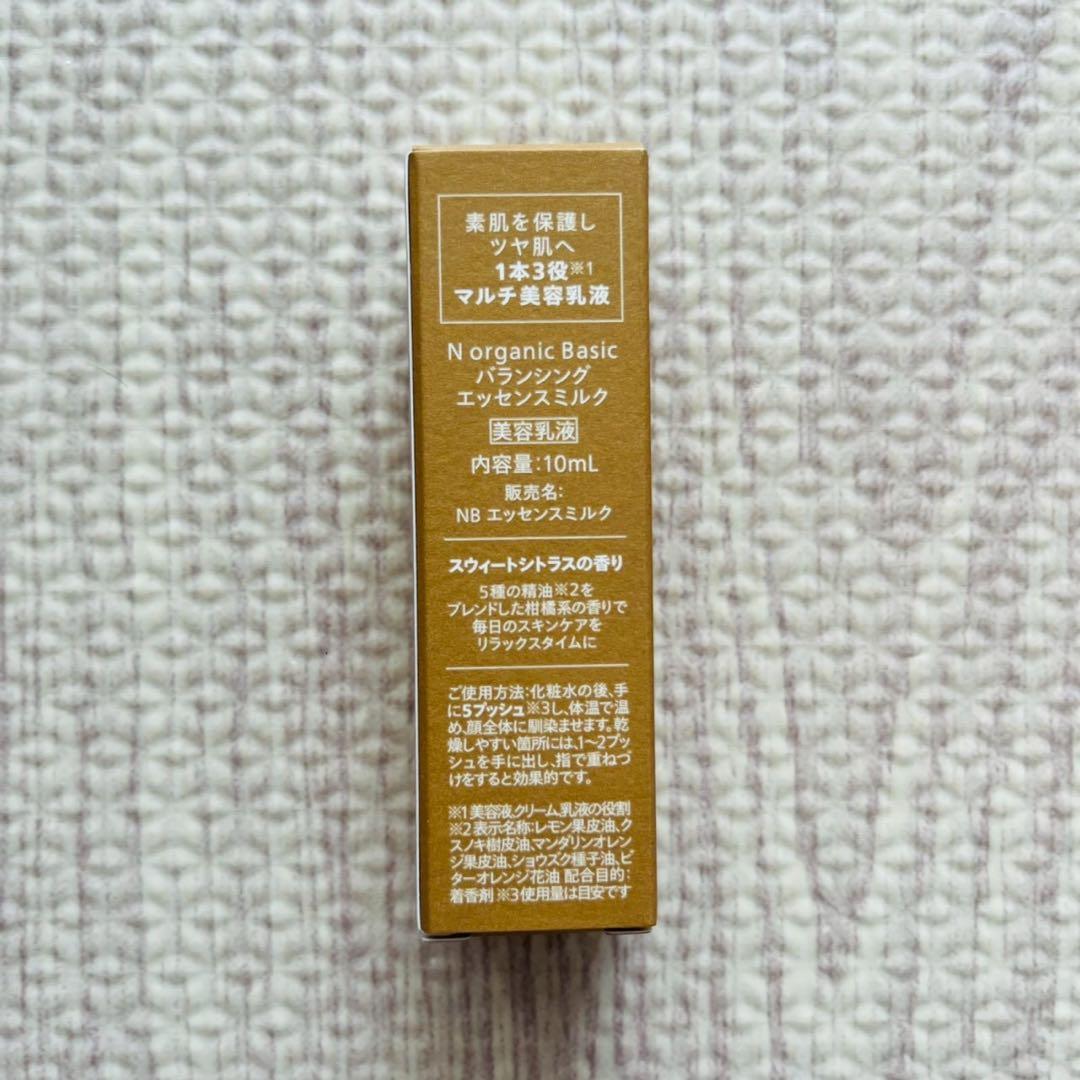 素肌を保護し
ツヤ肌へ
1本3役※1
マルチ美容乳液
N organic Basic
バランシング
エッセンスミルク
美容乳液
内容量:10mL
販売名:
NB エッセンスミルク
スウィートシトラスの香り
5種の精油※2を
ブレンドした柑橘系の香りで
毎日のスキンケアを
リラックスタイムに
ご使用方法:化粧水の後、手
に5プッシュ※3し、体温で温
め、顔全体に馴染ませます。乾
燥しやすい箇所には、1〜2プッ
シュを手に出し、指で重ねづ
けをすると効果的です。
※1 美容液、クリーム、乳液の役割
※2 表示名称:レモン果皮油、ク
スノキ樹皮油、マンダリンオレン
ジ果皮油、ショウズク種子油、ビ
ターオレンジ花油 配合目的:
着香剤 ※3 使用量は目安です